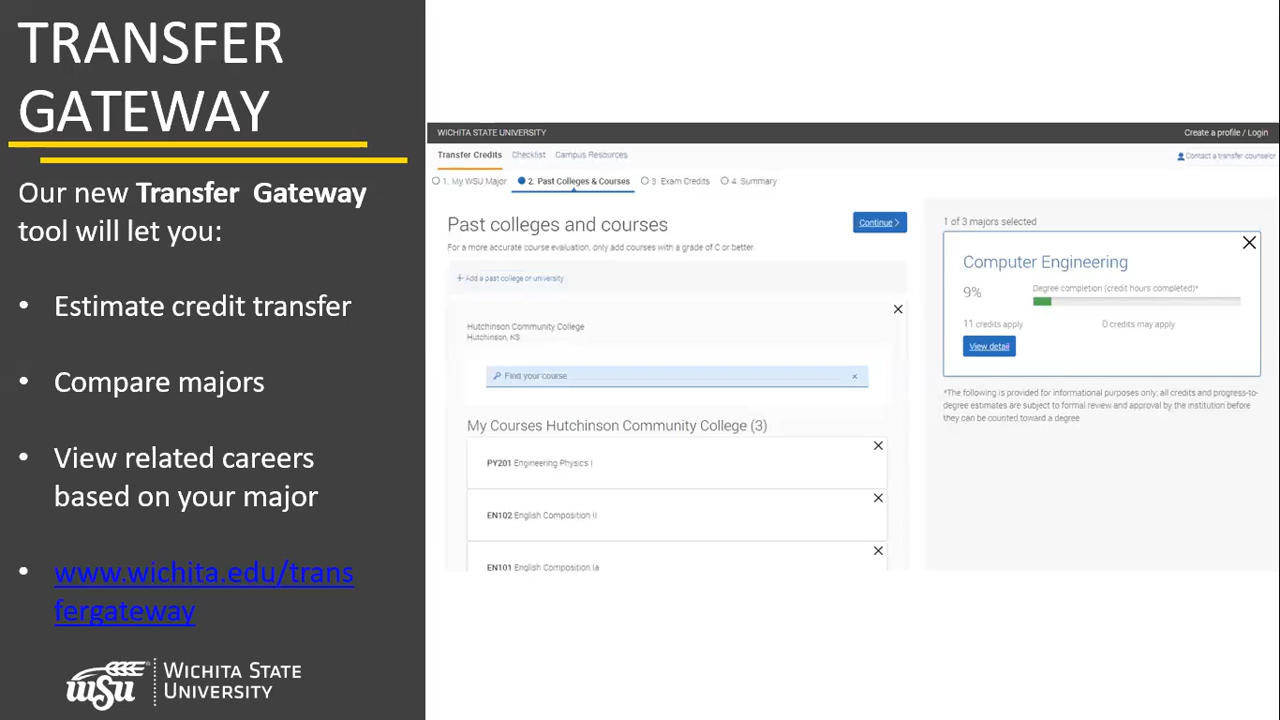 TRANSFER
GATEWAY
Our new Transfer Gateway
tool will let you:
• Estimate credit transfer
• Compare majors
• View related careers
based on your major
• www.wichita.edu/trans
fergateway
wsu
WICHITA STATE
UNIVERSITY
WICHITA STATE UNIVERSITY
Create a profile / Login
Transfer Credits Checklist Campus Resources
Contact a transfer counselor
1. My WSU Major 2. Past Colleges & Courses 3 Exam Credits 4. Summary
Past colleges and courses
Continue >
For a more accurate course evaluation, only add courses with a grade of C or better
+ Add a past college or university
Hutchinson Community College
Hutchinson, KS
Find your course ×
My Courses Hutchinson Community College (3)
PY201 Engineering Physics I
EN102 English Composition II
EN101 English Composition Ia
1 of 3 majors selected
Computer Engineering
9%
Degree completion (credit hours completed)*
11 credits apply
0 credits may apply
View detail
*The following is provided for informational purposes only; all credits and progress-to-
degree estimates are subject to formal review and approval by the institution before
they can be counted toward a degree